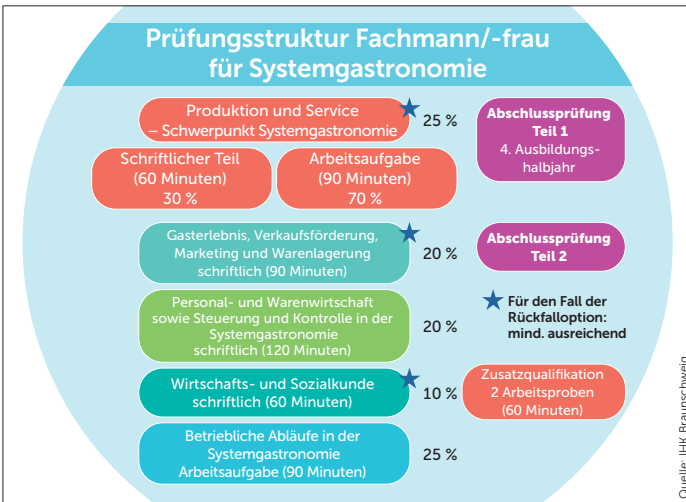 Prüfungsstruktur Fachmann/-frau
für Systemgastronomie
Produktion und Service
– Schwerpunkt Systemgastronomie
25 %
Abschlussprüfung
Teil 1
4. Ausbildungs-
halbjahr
Schriftlicher Teil
(60 Minuten)
30 %
Arbeitsaufgabe
(90 Minuten)
70 %
Gasterlebnis, Verkaufsförderung,
Marketing und Warenlagerung
schriftlich (90 Minuten)
20 %
Abschlussprüfung
Teil 2
Personal- und Warenwirtschaft
sowie Steuerung und Kontrolle in der
Systemgastronomie
schriftlich (120 Minuten)
20 %
Für den Fall der
Rückfalloption:
mind. ausreichend
Wirtschafts- und Sozialkunde
schriftlich (60 Minuten)
10 %
Zusatzqualifikation
2 Arbeitsproben
(60 Minuten)
Betriebliche Abläufe in der
Systemgastronomie
Arbeitsaufgabe (90 Minuten)
25 %
Quelle: IHK Braunschweig